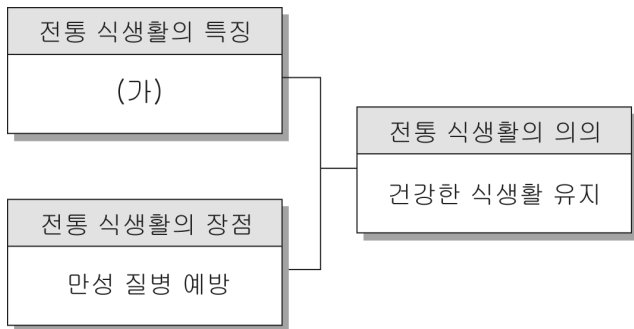 전통 식생활의 특징
(가)
전통 식생활의 장점
만성 질병 예방
전통 식생활의 의의
건강한 식생활 유지